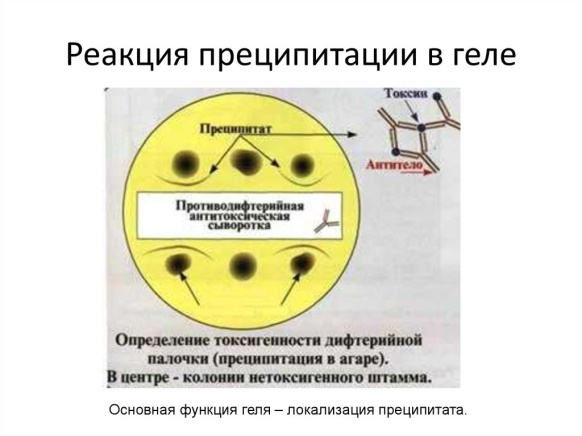 Реакция преципитации в геле
Токсин
Преципитат
Антитело
Противодифтерийная
антитоксическая
сыворотка
Определение токсигенности дифтерийной
палочки (преципитация в агаре).
В центре - колонии нетоксигенного штамма.
Основная функция геля – локализация преципитата.